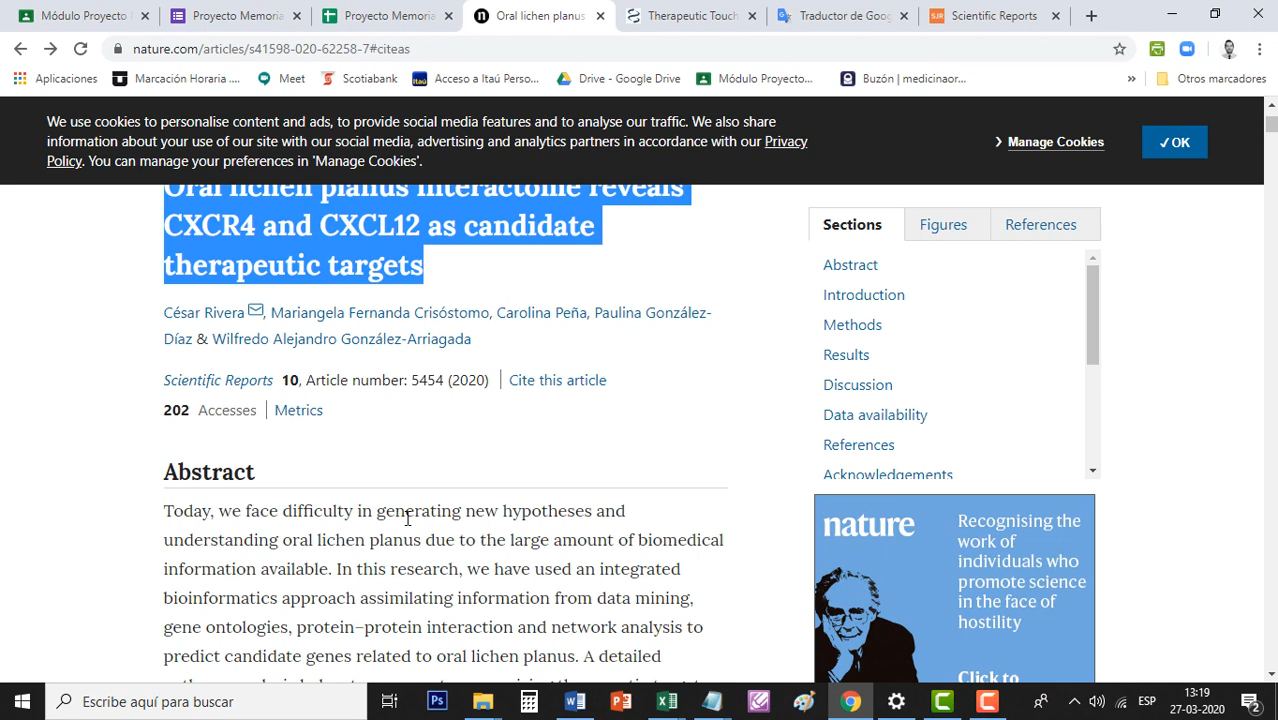 Módulo Proyecto
Proyecto Memoria
Proyecto Memoria
Oral lichen planus
Therapeutic Touch
Traductor de Goo
Scientific Reports
nature.com/articles/s41598-020-62258-7#citeas
Aplicaciones
Marcación Horaria ....
Meet
Scotiabank
Acceso a Itaú Perso...
Drive - Google Drive
Módulo Proyecto...
Buzón | medicinaor...
»
Otros marcadores
We use cookies to personalise content and ads, to provide social media features and to analyse our traffic. We also share
information about your use of our site with our social media, advertising and analytics partners in accordance with our Privacy
Policy. You can manage your preferences in 'Manage Cookies'.
Manage Cookies
✓OK
Oral lichen planus interactome reveals
CXCR4 and CXCL12 as candidate
therapeutic targets
César Rivera, Mariangela Fernanda Crisóstomo, Carolina Peña, Paulina González-
Díaz & Wilfredo Alejandro González-Arriagada
Scientific Reports 10, Article number: 5454 (2020) | Cite this article
202 Accesses | Metrics
Abstract
Today, we face difficulty in generating new hypotheses and
understanding oral lichen planus due to the large amount of biomedical
information available. In this research, we have used an integrated
bioinformatics approach assimilating information from data mining,
gene ontologies, protein–protein interaction and network analysis to
predict candidate genes related to oral lichen planus. A detailed
Sections
Figures
References
Abstract
Introduction
Methods
Results
Discussion
Data availability
References
Acknowledgements
nature
Recognising the
work of
individuals who
promote science
in the face of
hostility
Click to
Escribe aquí para buscar
Ps
ESP
13:19
27-03-2020
2